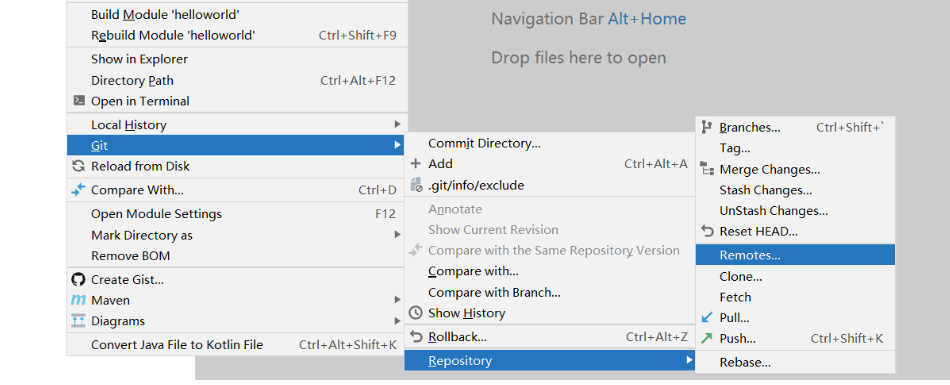 Navigation Bar Alt+Home
Drop files here to open
Build Module 'helloworld'
Rebuild Module 'helloworld' Ctrl+Shift+F9
Show in Explorer
Directory Path Ctrl+Alt+F12
Open in Terminal
Local History
Git
Reload from Disk
Compare With... Ctrl+D
Open Module Settings F12
Mark Directory as
Remove BOM
Create Gist...
Maven
Diagrams
Convert Java File to Kotlin File Ctrl+Alt+Shift+K
Commit Directory...
Add Ctrl+Alt+A
.git/info/exclude
Annotate
Show Current Revision
Compare with the Same Repository Version
Compare with...
Compare with Branch...
Show History
Rollback... Ctrl+Alt+Z
Repository
Branches... Ctrl+Shift+`
Tag...
Merge Changes...
Stash Changes...
UnStash Changes...
Reset HEAD...
Remotes...
Clone...
Fetch
Pull...
Push... Ctrl+Shift+K
Rebase...